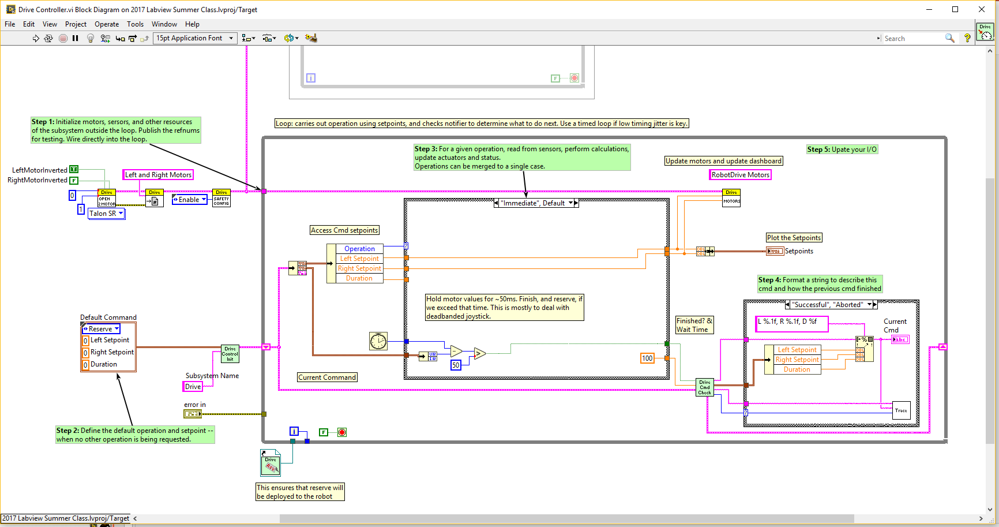 Drive Controller.vi Block Diagram on 2017 Labview Summer Class.lvproj/Target
File Edit View Project Operate Tools Window Help
15pt Application Font
Search
Drive
i
F
Step 1: Initialize motors, sersors, and other resources
of the subsystem outside the loop. Publish the refnums
for testing. Wire directly into the loop.
Loop: carries out operation using setpoints, and checks notifier to determine what to do next. Use a timed loop if low timing jitter is key.
Step 3: For a given operation, read from sensors, perform calculations,
update actuators and status.
Operations can be merged to a single case.
Step 5: Upate your I/O
Update motors and update dashboard
RobotDrive Motors
LeftMotorInverted T
RightMotorInverted F
Left and Right Motors
0
1
Drive
OPEN
2MOTOR
Talon SR
Drive
#
Enable
Drive
SAFETY
CONFIG
Drive
MOTORS
"Immediate", Default
Access Cmd setpoints
Operation
Left Setpoint
Right Setpoint
Duration
?
DBL
DBL
Plot the Setpoints
Setpoints
Step 4: Format a string to describe this
cmd and how the previous cmd finished
"Successful", "Aborted"
Hold motor values for ~50ms. Finish, and reserve, if
we exceed that time. This is mostly to deal with
deadbanded joystick.
Finished? &
Wait Time
L %.1f, R %.1f, D %f
Current
Cmd
abc
Left Setpoint
Right Setpoint
Duration
DBL
DBL
DBL
Default Command
Reserve
0 Left Setpoint
0 Right Setpoint
0 Duration
Drive
Control
Init
Subsystem Name
Drive
U32
I32
-
>
50
100
Current Command
Drive
Cmd
Check
?
Trace
error in
Step 2: Define the default operation and setpoint --
when no other operation is being requested.
i
F
Drive
RSV
This ensures that reserve will
be deployed to the robot
2017 Labview Summer Class.lvproj/Target